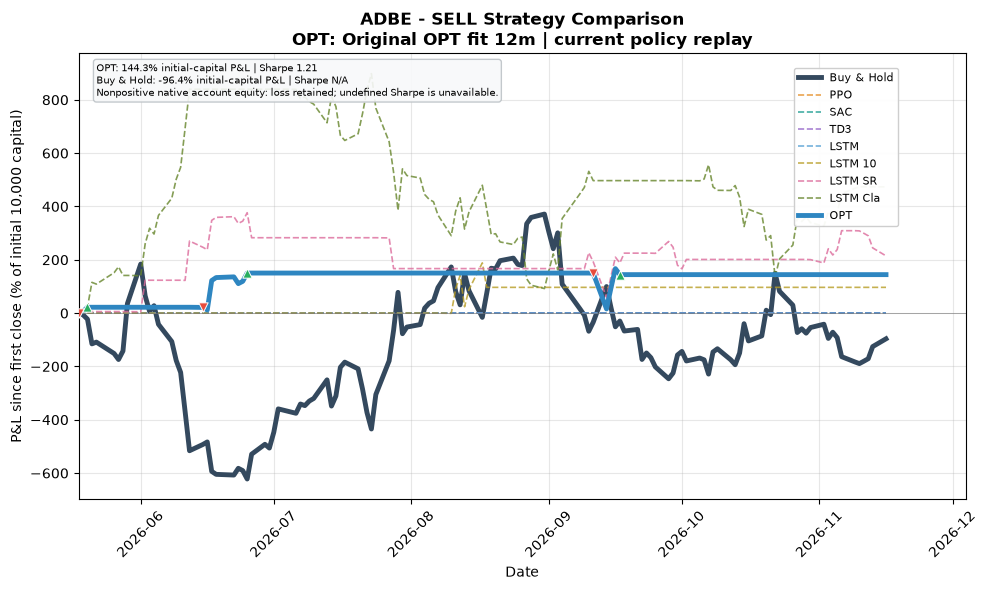 ADBE - SELL Strategy Comparison
OPT: Original OPT fit 12m | current policy replay
OPT: 144.3% initial-capital P&L | Sharpe 1.21
Buy & Hold: -96.4% initial-capital P&L | Sharpe N/A
Nonpositive native account equity: loss retained; undefined Sharpe is unavailable.
Buy & Hold
PPO
SAC
TD3
LSTM
LSTM 10
LSTM SR
LSTM Cla
OPT
P&L since first close (% of initial 10,000 capital)
800
600
400
200
0
−200
−400
−600
2026-06
2026-07
2026-08
2026-09
2026-10
2026-11
2026-12
Date